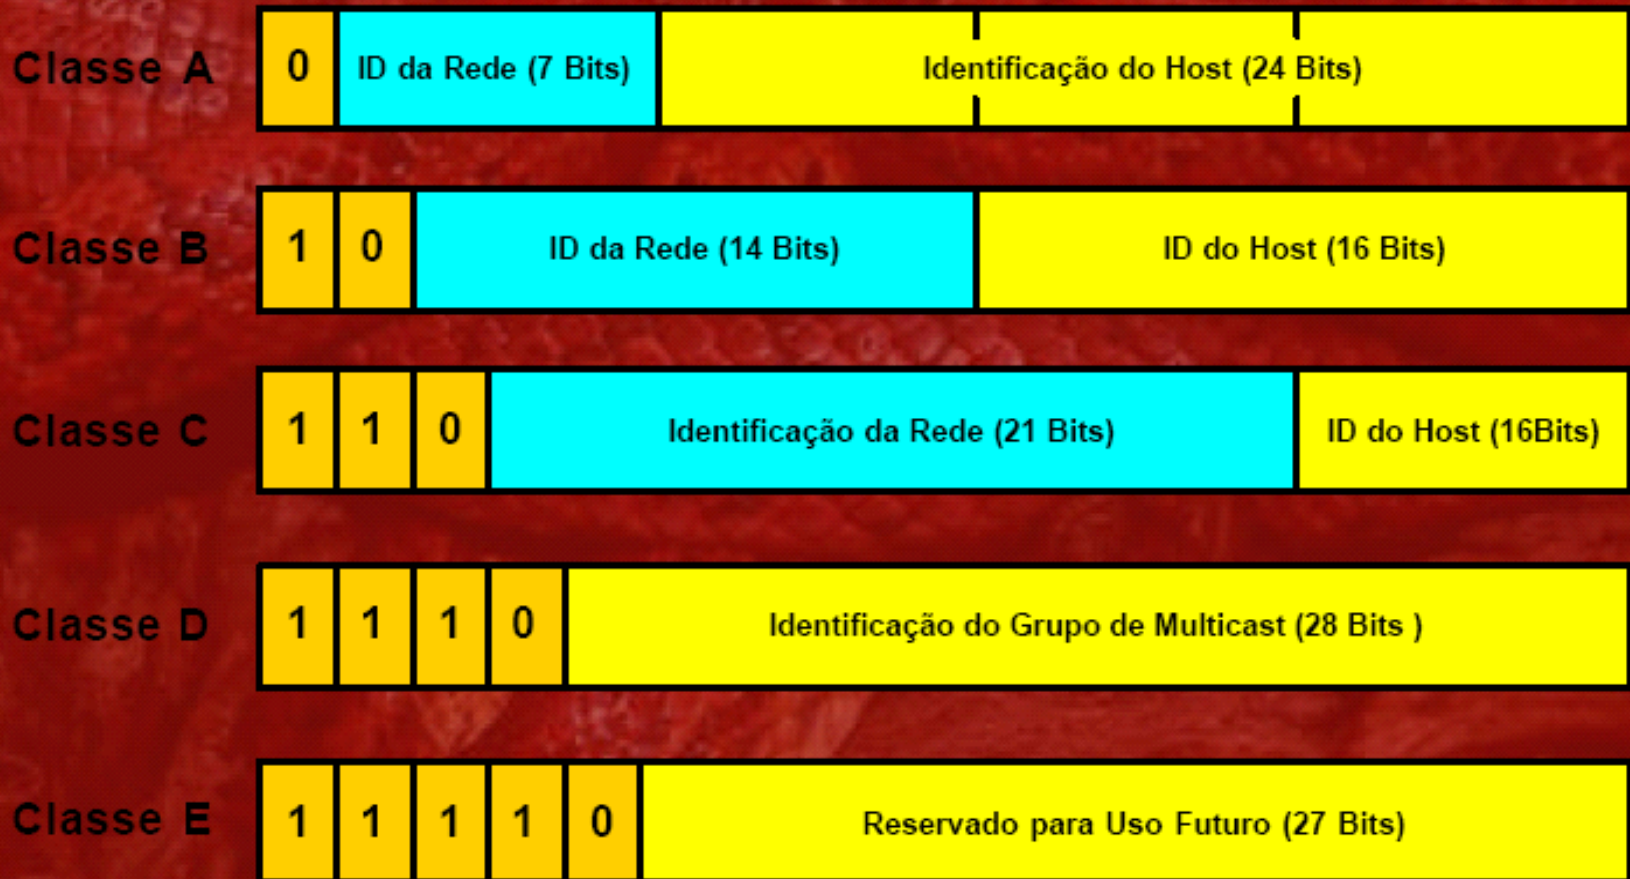 Classe A 0 ID da Rede (7 Bits) Identificação do Host (24 Bits)
Classe B 1 0 ID da Rede (14 Bits) ID do Host (16 Bits)
Classe C 1 1 0 Identificação da Rede (21 Bits) ID do Host (16Bits)
Classe D 1 1 1 0 Identificação do Grupo de Multicast (28 Bits )
Classe E 1 1 1 1 0 Reservado para Uso Futuro (27 Bits)